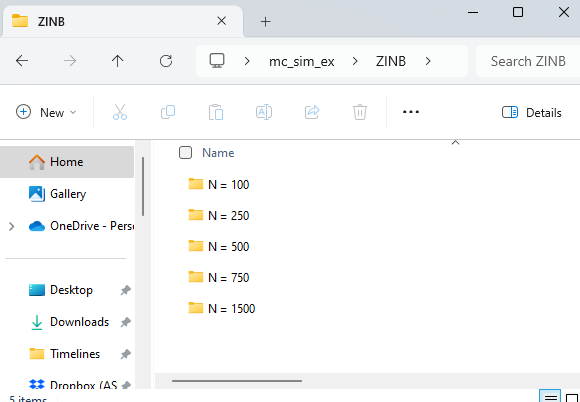 ZINB
mc_sim_ex ZINB Search ZINB
New Details
Home Name
Gallery N = 100
OneDrive - Pers N = 250
N = 500
Desktop N = 750
Downloads N = 1500
Timelines
Dropbox (AS
5 items